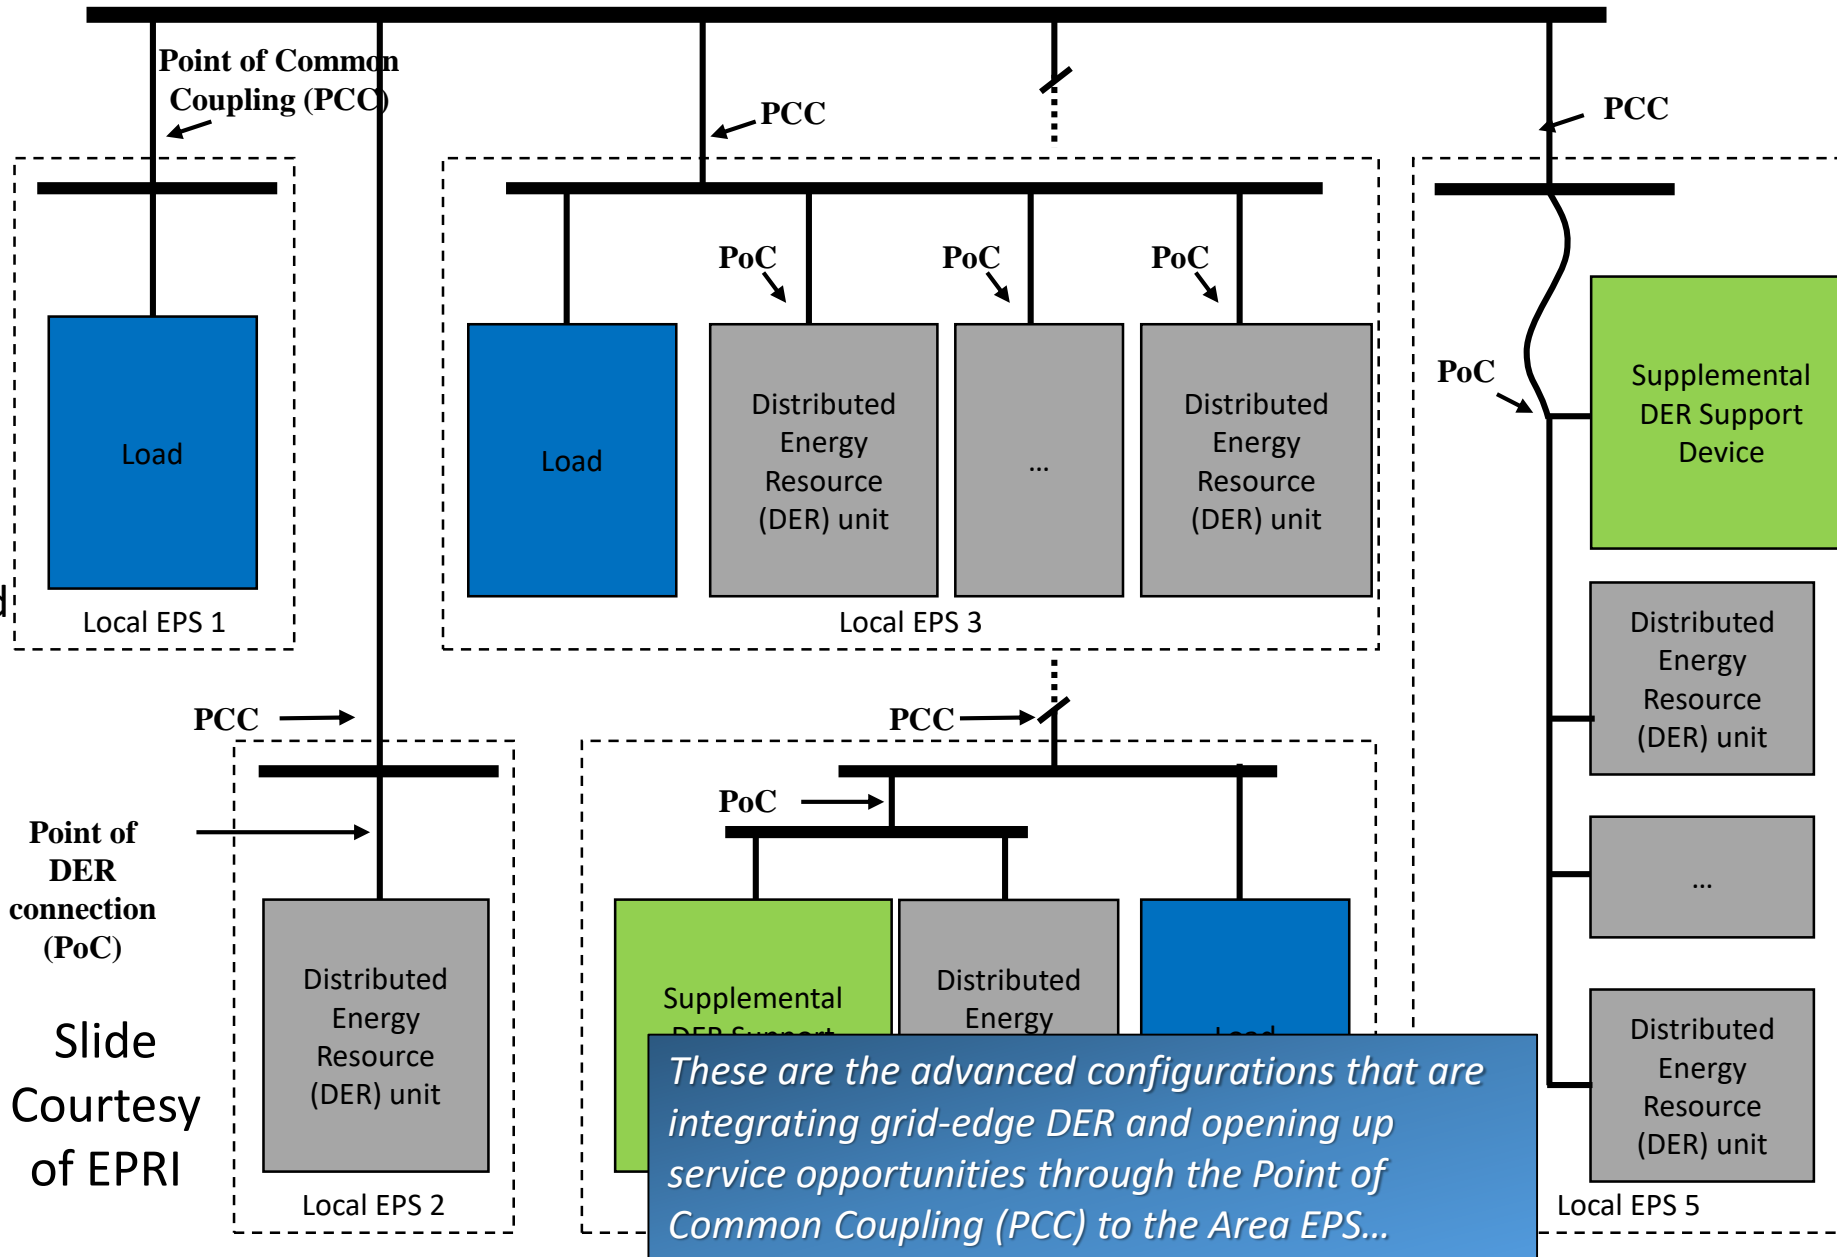 Point of Common
Coupling (PCC)
PCC
PCC
PoC
PoC
PoC
PoC
Load
Load
Distributed
Energy
Resource
(DER) unit
...
Distributed
Energy
Resource
(DER) unit
Supplemental
DER Support
Device
Local EPS 1
Local EPS 3
Distributed
Energy
Resource
(DER) unit
PCC
PCC
PoC
Point of
DER
connection
(PoC)
...
Distributed
Energy
Resource
(DER) unit
Supplemental
DER Support
Distributed
Energy
Load
Distributed
Energy
Resource
(DER) unit
Slide
Courtesy
of EPRI
These are the advanced configurations that are
integrating grid-edge DER and opening up
service opportunities through the Point of
Common Coupling (PCC) to the Area EPS...
Local EPS 2
Local EPS 5